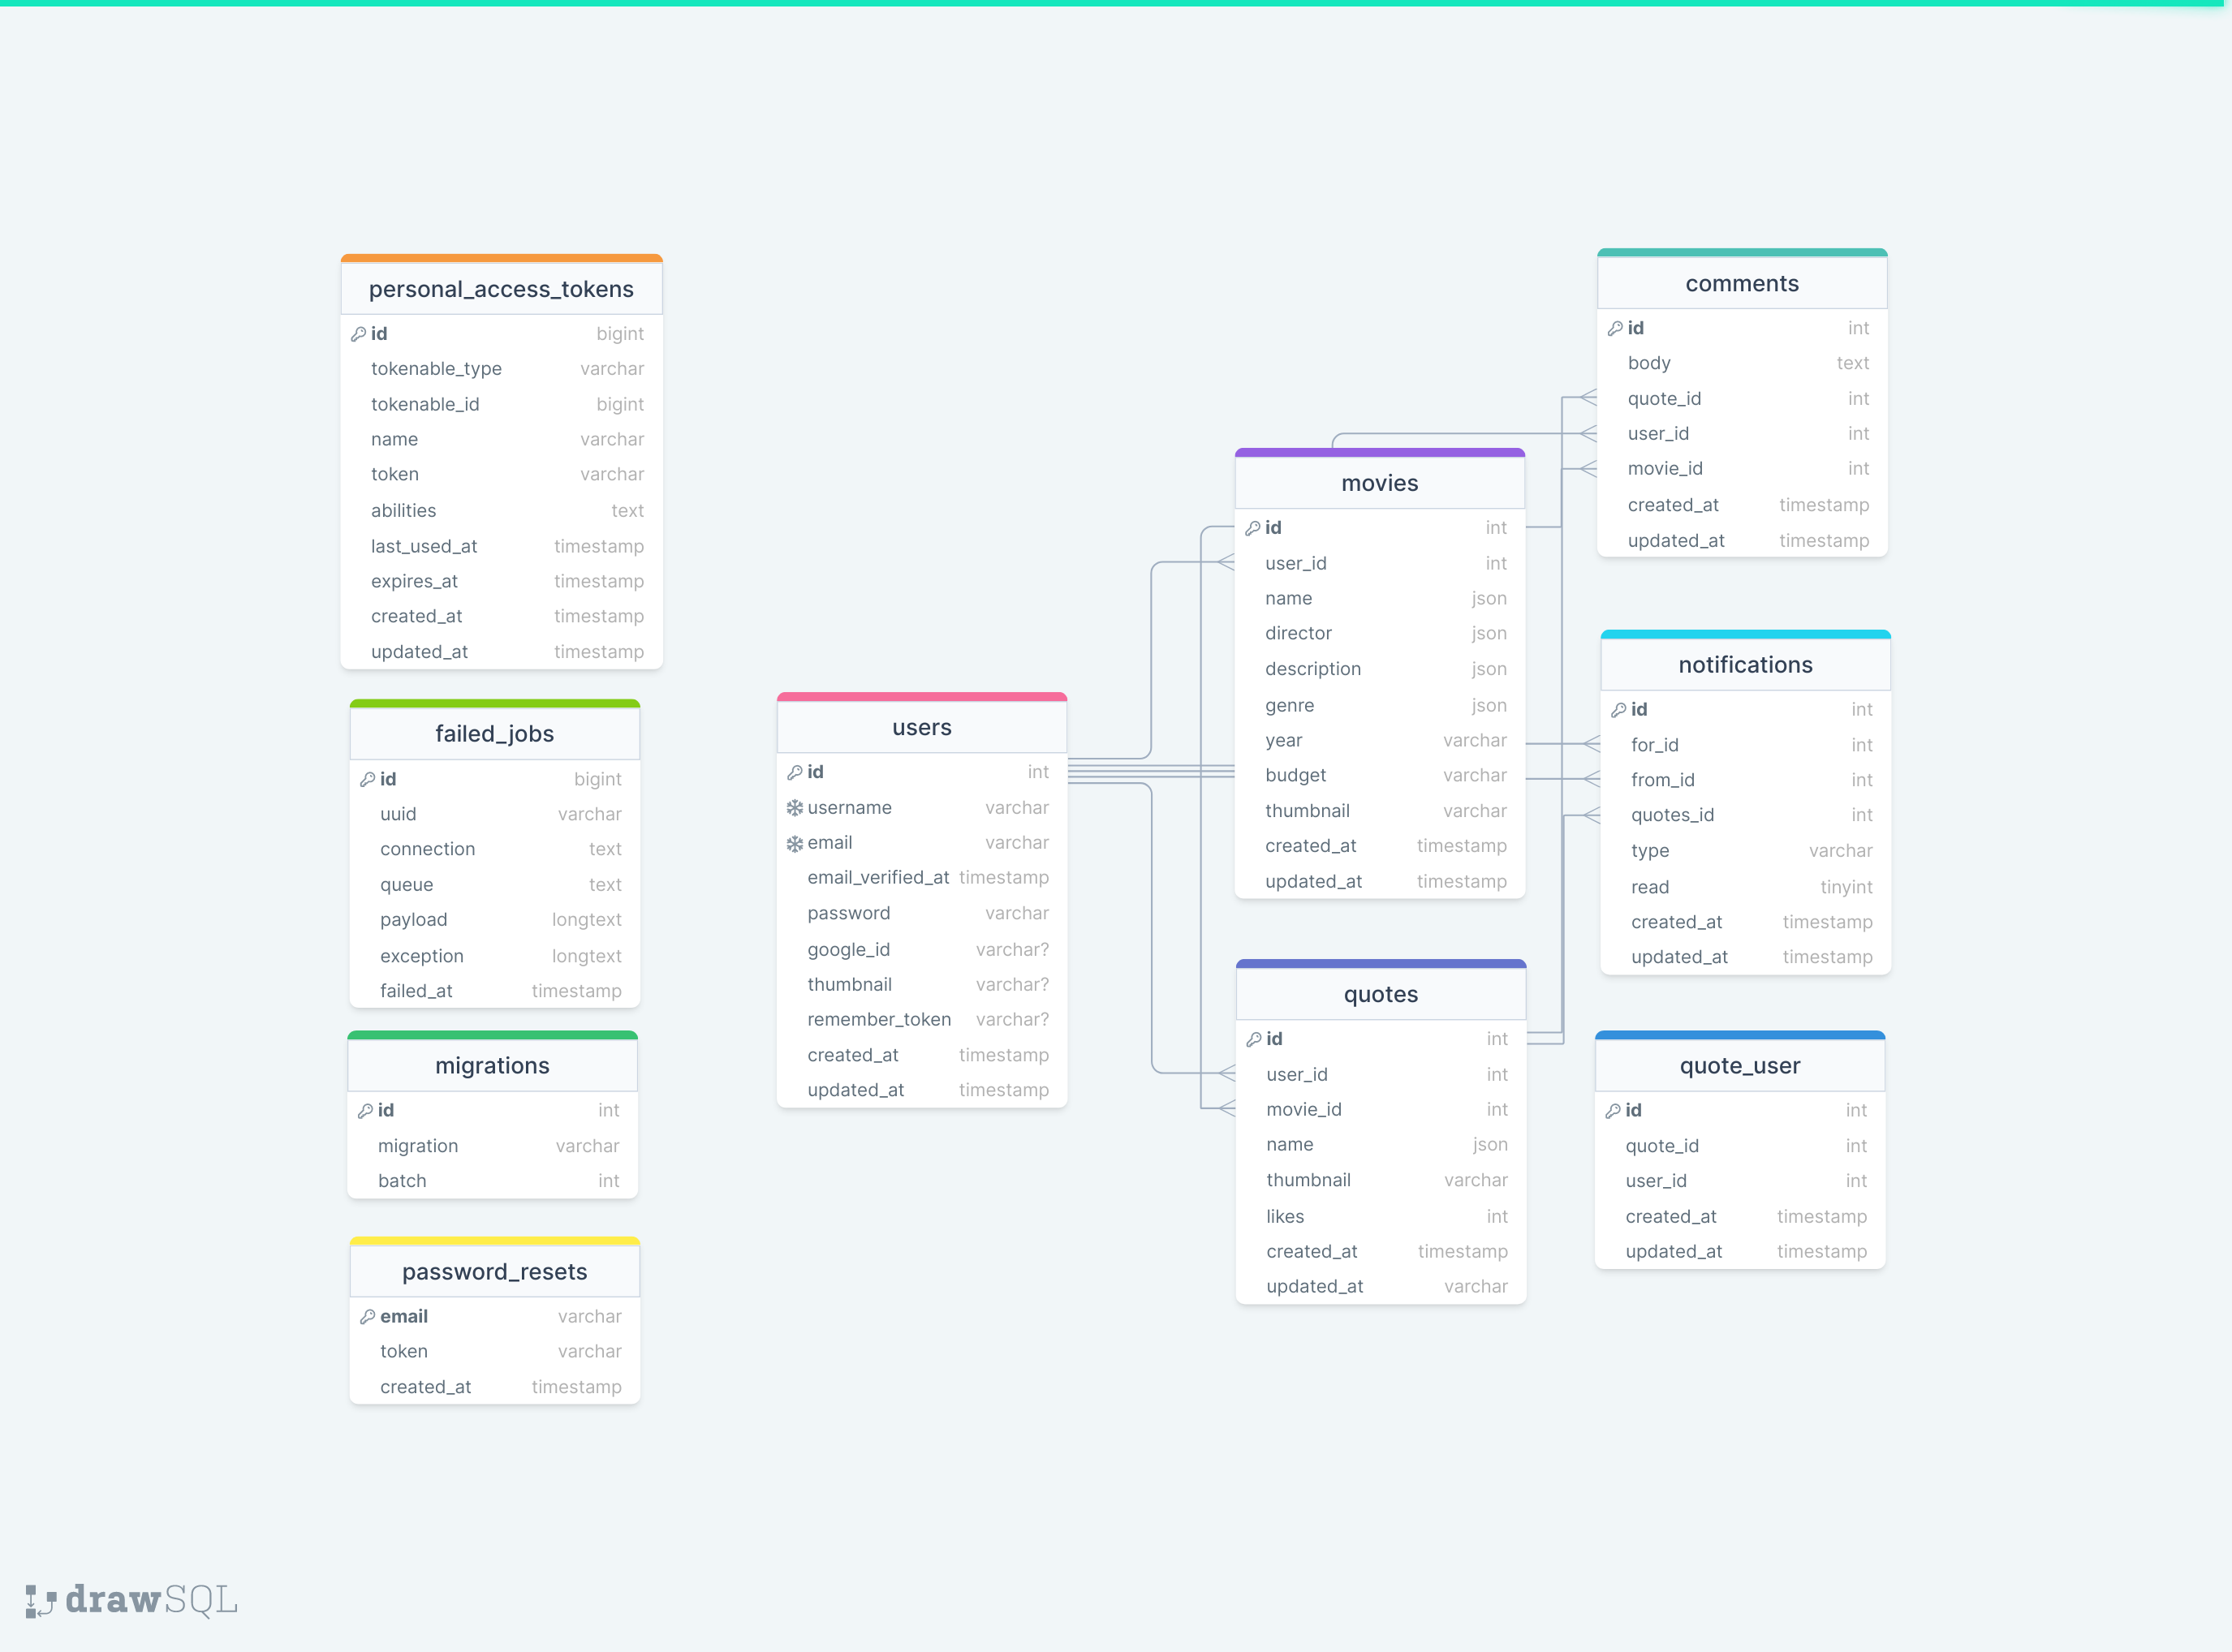 personal_access_tokens
id bigint
tokenable_type varchar
tokenable_id bigint
name varchar
token varchar
abilities text
last_used_at timestamp
expires_at timestamp
created_at timestamp
updated_at timestamp
failed_jobs
id bigint
uuid varchar
connection text
queue text
payload longtext
exception longtext
failed_at timestamp
migrations
id int
migration varchar
batch int
password_resets
email varchar
token varchar
created_at timestamp
users
id int
username varchar
email varchar
email_verified_at timestamp
password varchar
google_id varchar?
thumbnail varchar?
remember_token varchar?
created_at timestamp
updated_at timestamp
movies
id int
user_id int
name json
director json
description json
genre json
year varchar
budget varchar
thumbnail varchar
created_at timestamp
updated_at timestamp
quotes
id int
user_id int
movie_id int
name json
thumbnail varchar
likes int
created_at timestamp
updated_at varchar
comments
id int
body text
quote_id int
user_id int
movie_id int
created_at timestamp
updated_at timestamp
notifications
id int
for_id int
from_id int
quotes_id int
type varchar
read tinyint
created_at timestamp
updated_at timestamp
quote_user
id int
quote_id int
user_id int
created_at timestamp
updated_at timestamp
drawSQL